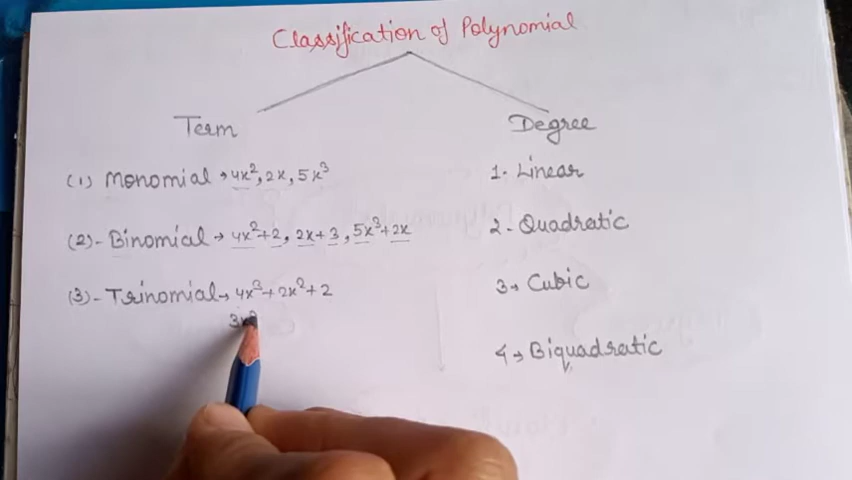 Classification of Polynomial
Term
(1) Monomial → 4x², 2x, 5x³
(2)- Binomial → 4x²+2, 2x+3, 5x³+2x
(3)- Trinomial → 4x³+2x²+2
Degree
1. Linear
2- Quadratic
3→ Cubic
4→ Biquadratic